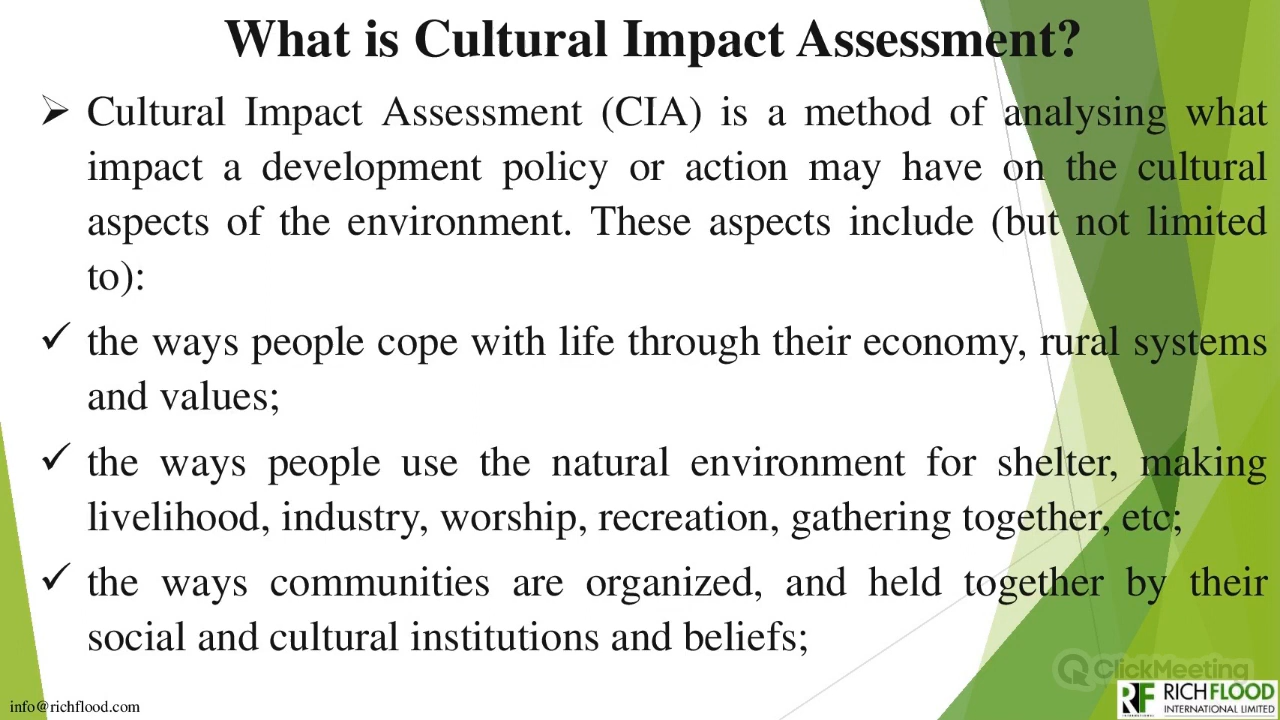 What is Cultural Impact Assessment?
➢ Cultural Impact Assessment (CIA) is a method of analysing what
impact a development policy or action may have on the cultural
aspects of the environment. These aspects include (but not limited
to):
✓ the ways people cope with life through their economy, rural systems
and values;
✓ the ways people use the natural environment for shelter, making
livelihood, industry, worship, recreation, gathering together, etc;
✓ the ways communities are organized, and held together by their
social and cultural institutions and beliefs;
ClickMeeting
RF RICHFLOOD
INTERNATIONAL LIMITED
info@richflood.com